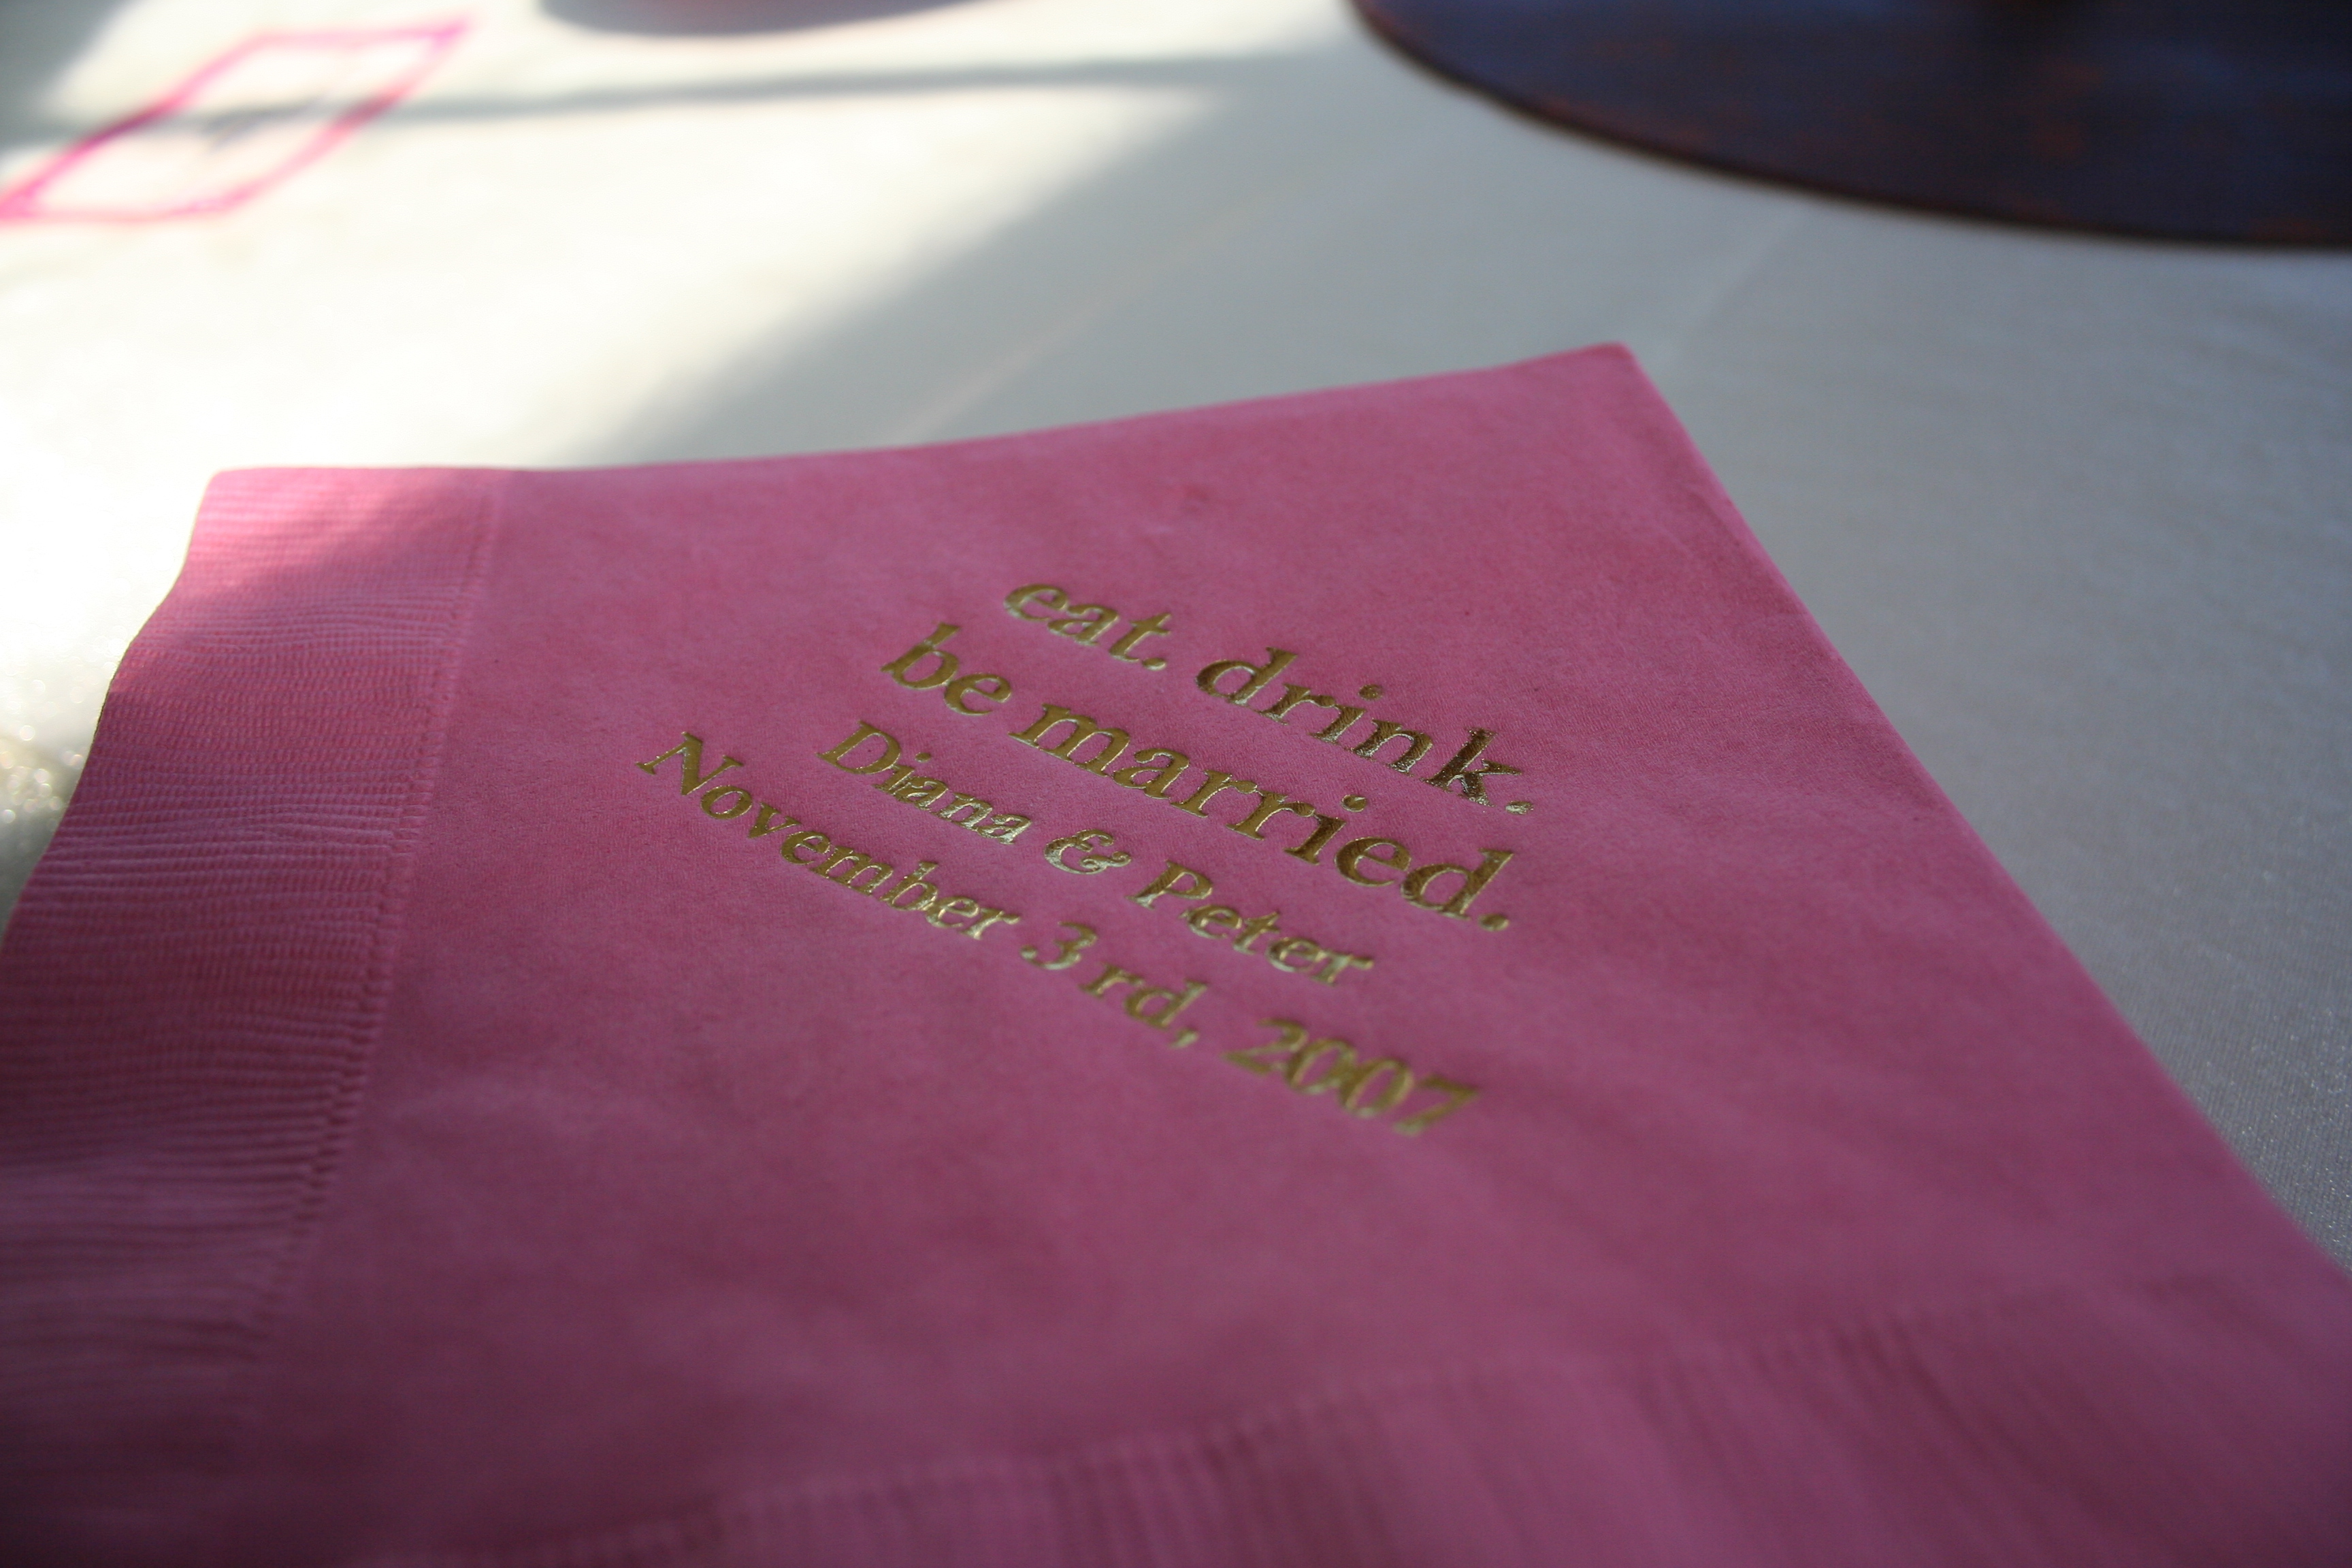 eat. drink.
be married.
Diana & Peter
November 3rd, 2007